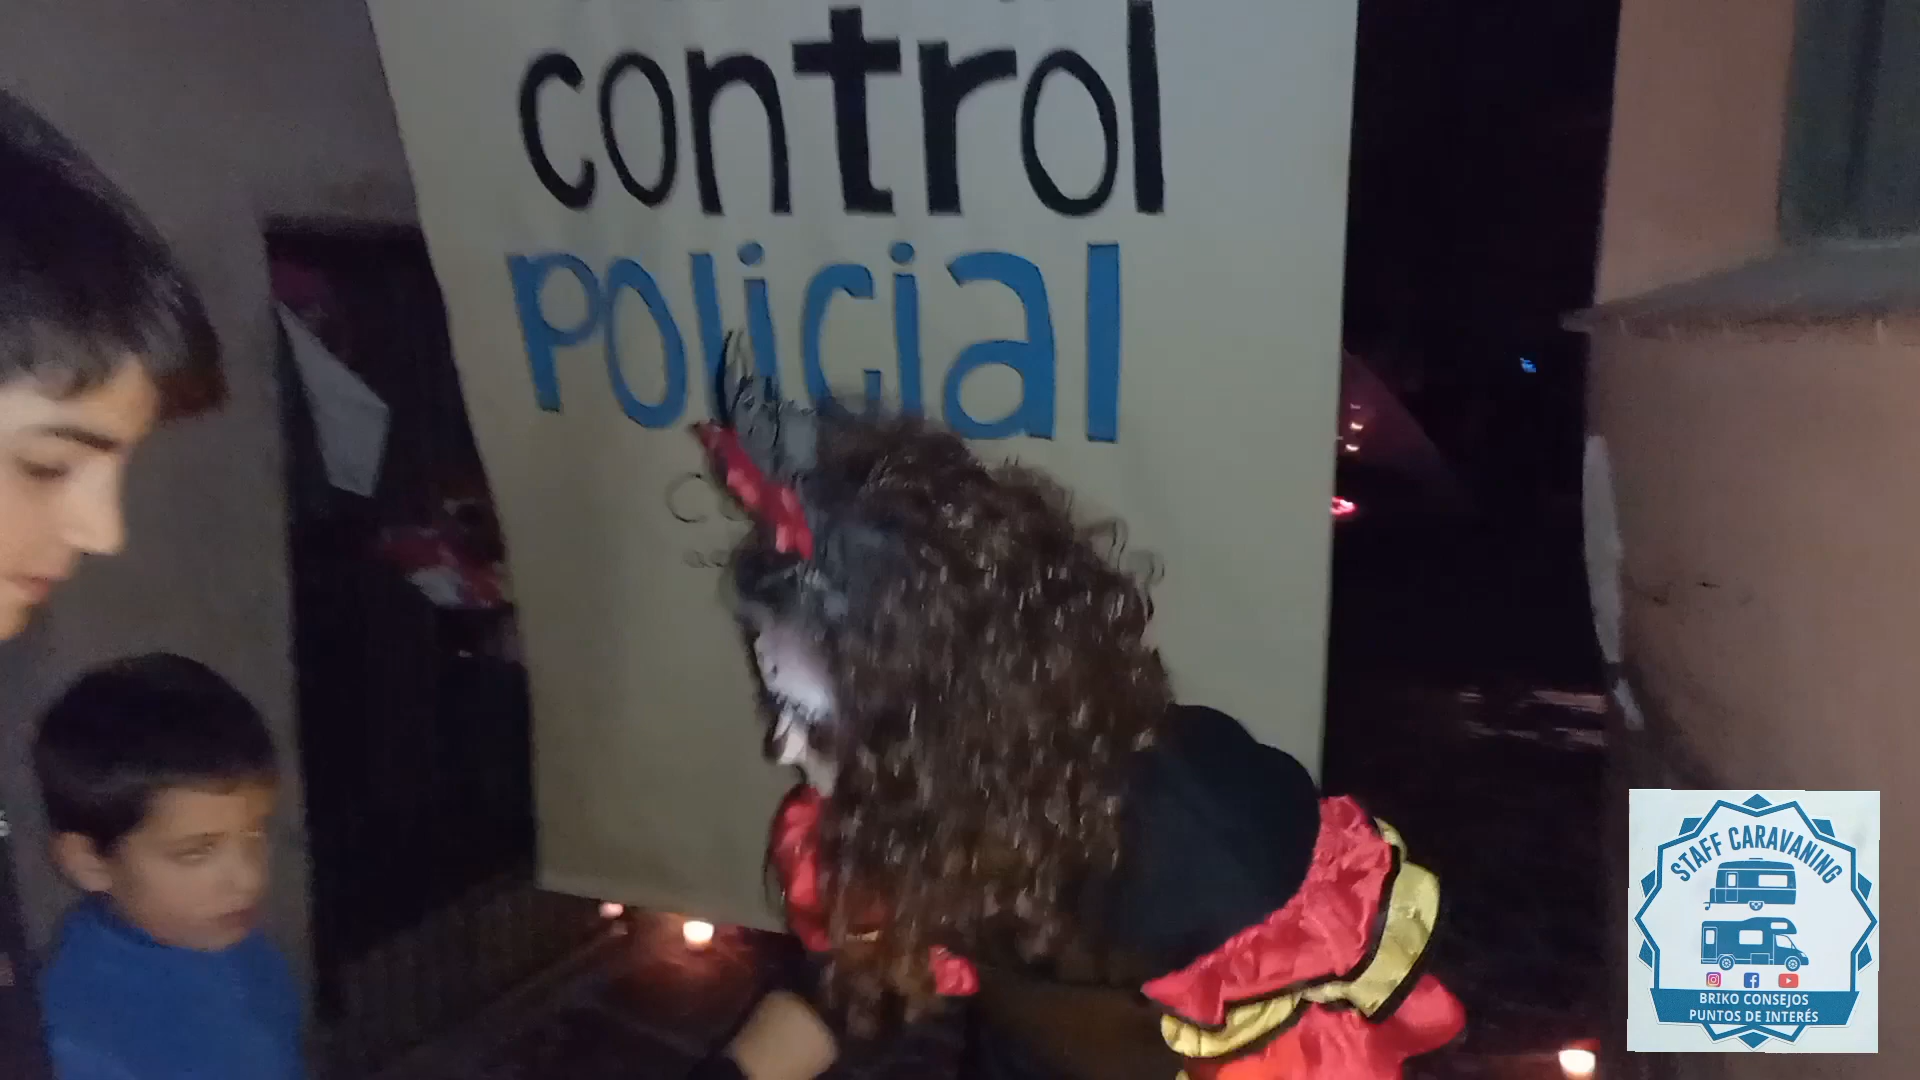 control
policial
STAFF CARAVANING
BRIKO CONSEJOS
PUNTOS DE INTERÉS